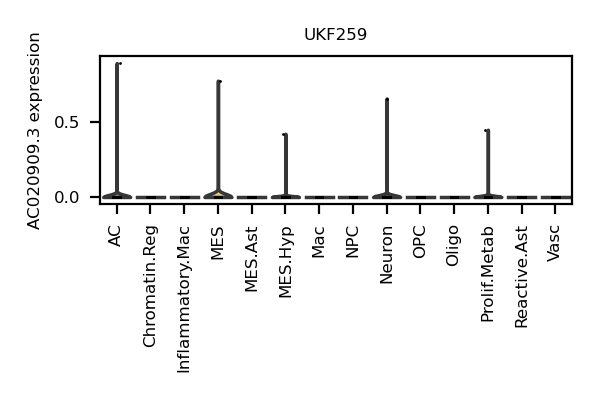 UKF259
AC020909.3 expression
0.5
0.0
AC
Chromatin.Reg
Inflammatory.Mac
MES
MES.Ast
MES.Hyp
Mac
NPC
Neuron
OPC
Oligo
Prolif.Metab
Reactive.Ast
Vasc